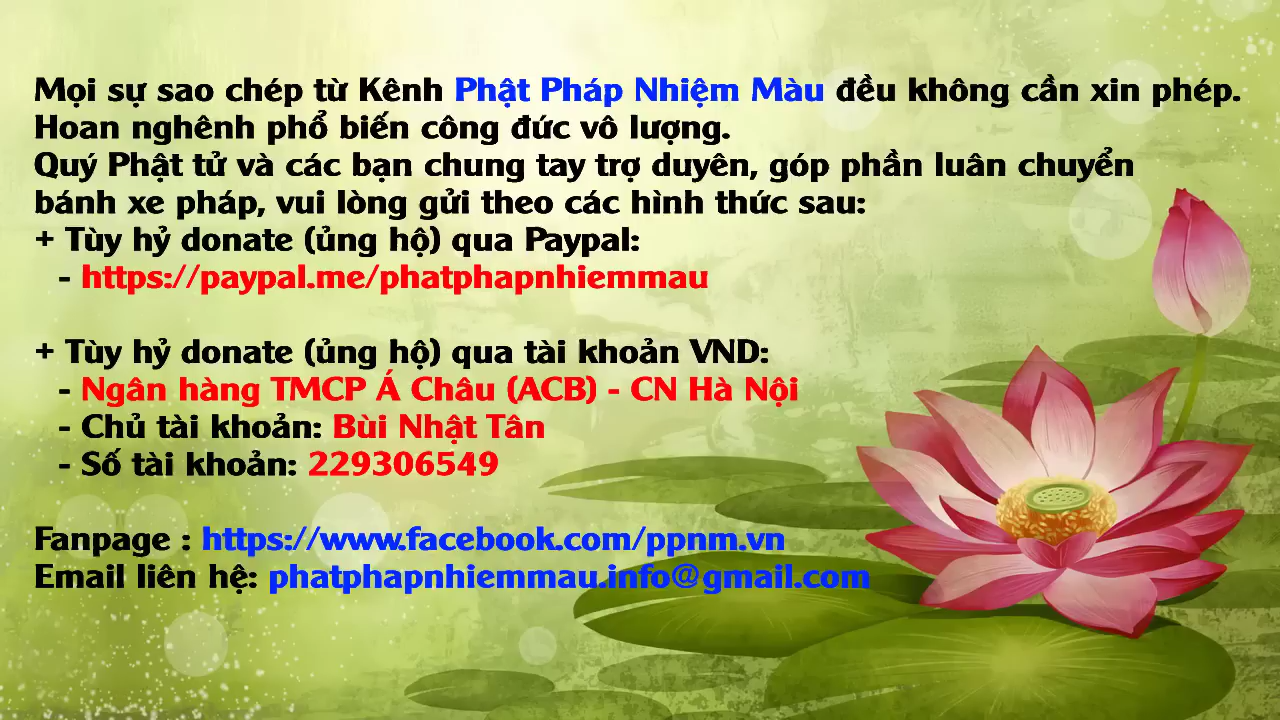 Mọi sự sao chép từ Kênh Phật Pháp Nhiệm Màu đều không cần xin phép.
Hoan nghênh phổ biến công đức vô lượng.
Quý Phật tử và các bạn chung tay trợ duyên, góp phần luân chuyển
bánh xe pháp, vui lòng gửi theo các hình thức sau:
+ Tùy hỷ donate (ủng hộ) qua Paypal:
- https://paypal.me/phatphapnhiemmau
+ Tùy hỷ donate (ủng hộ) qua tài khoản VND:
- Ngân hàng TMCP Á Châu (ACB) - CN Hà Nội
- Chủ tài khoản: Bùi Nhật Tân
- Số tài khoản: 229306549
Fanpage : https://www.facebook.com/ppnm.vn
Email liên hệ: phatphapnhiemmau.info@gmail.com